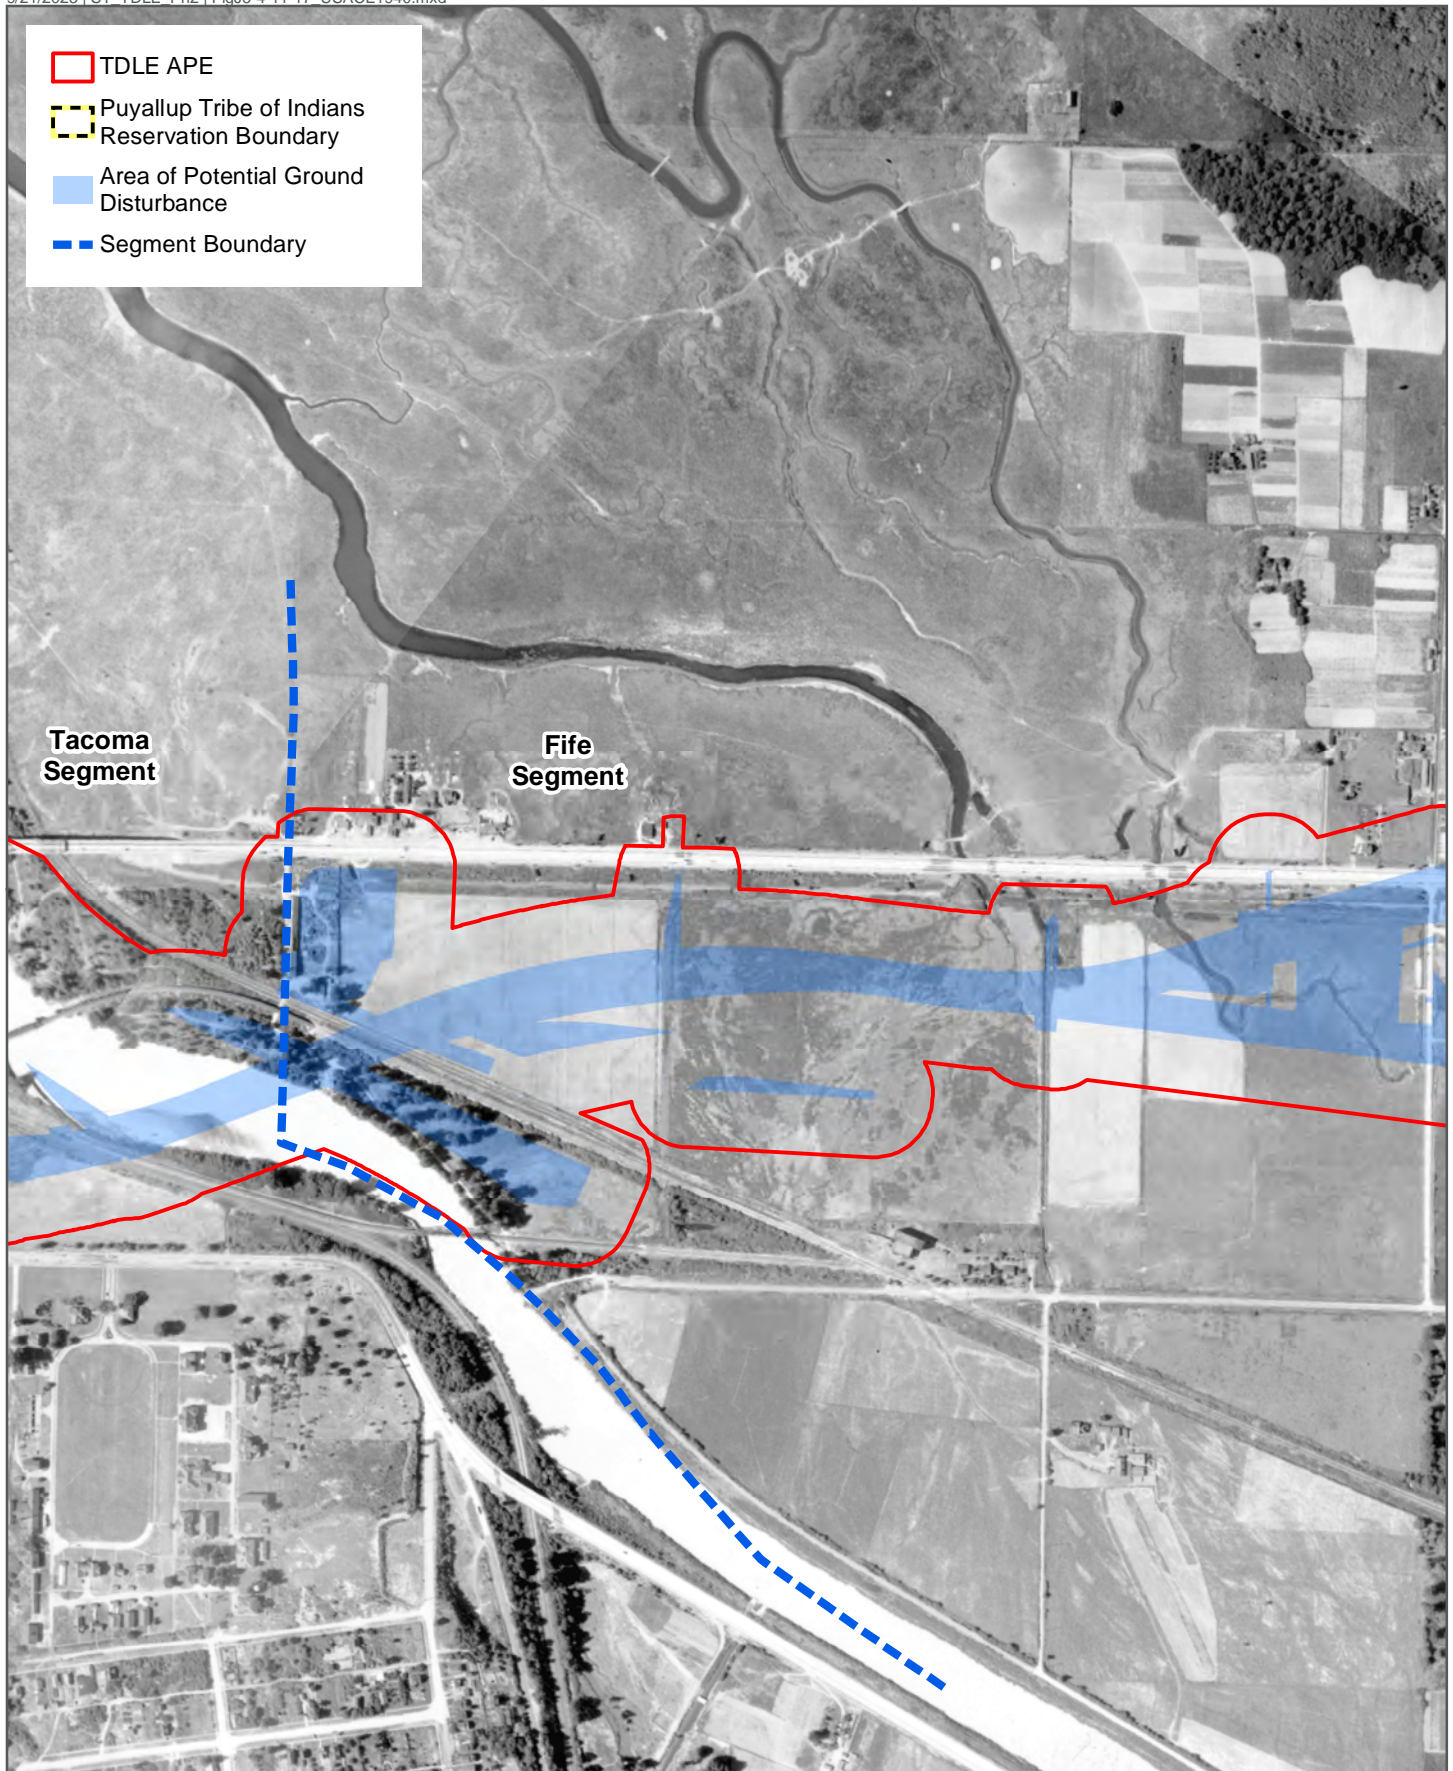 TDLE APE
Puyallup Tribe of Indians
Reservation Boundary
Area of Potential Ground
Disturbance
Segment Boundary
Tacoma
Segment
Fife
Segment